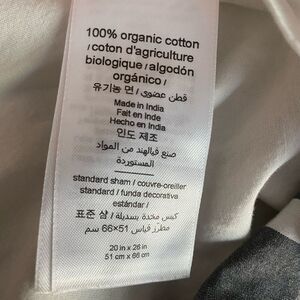 100% organic cotton
/ coton d'agriculture
biologique / algodón
orgánico /
유기농 면 / قطن عضوي
Made in India
Fait en Inde
Hecho en India
인도 제조
صنع فيالهند من المواد
المستوردة
standard sham / couvre-oreiller
standard / funda decorativa
estándar /
표준 샴 / كيس مخدة بسديلة
مطرز قياس 51×66 سم
20 in x 26 in
51 cm x 66 cm